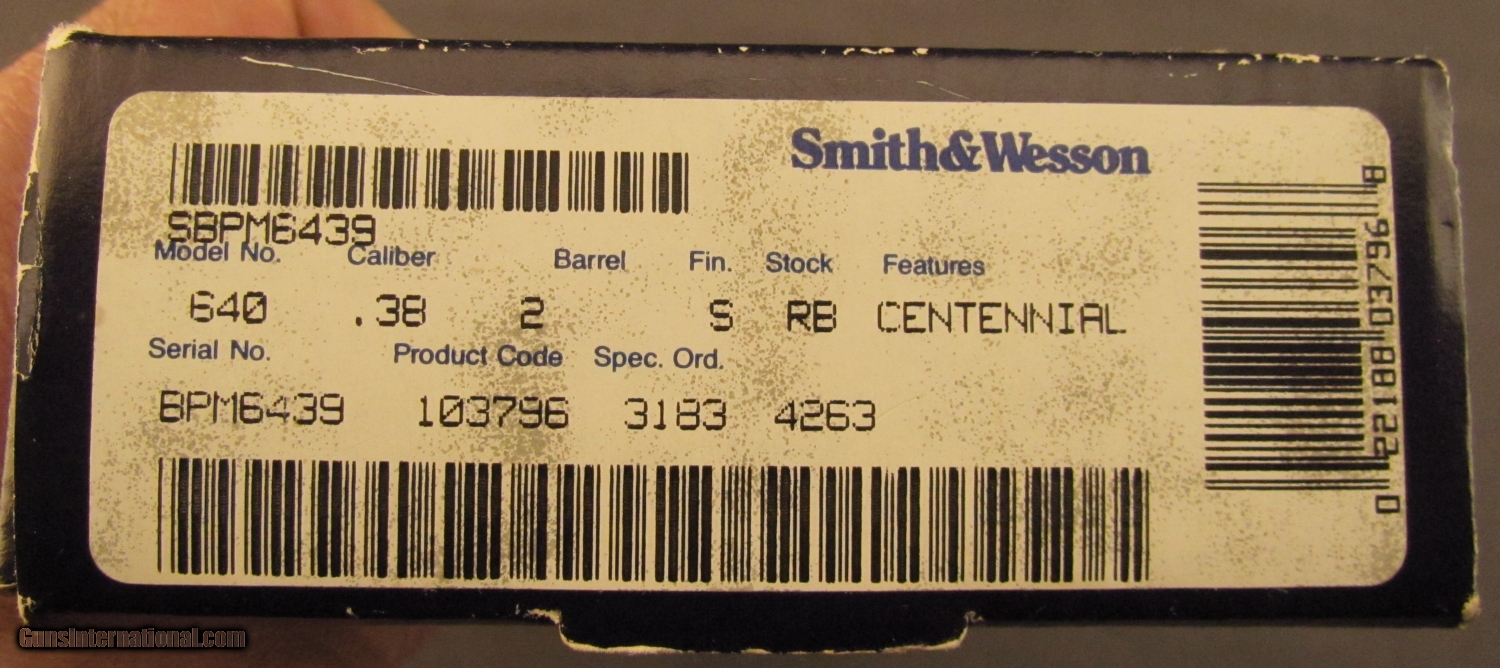 Smith&Wesson
SBPM6439
Model No. Caliber Barrel Fin. Stock Features
640 .38 2 S RB CENTENNIAL
Serial No. Product Code Spec. Ord.
BPM6439 103796 3183 4263
0 22188 03796 8
GunsInternational.com